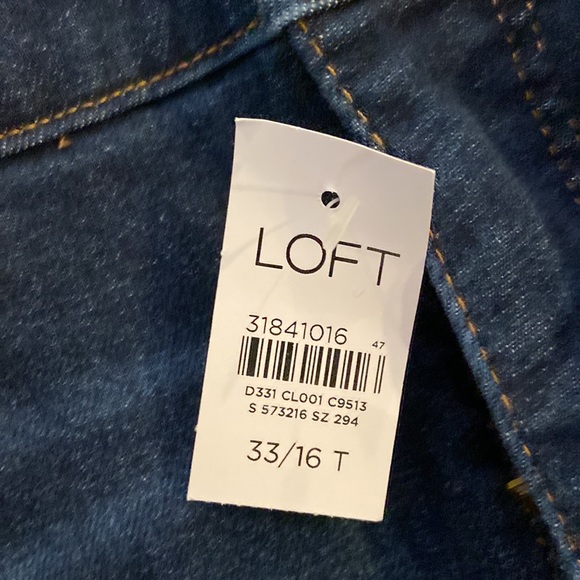 LOFT
31841016 47
D331 CL001 C9513
S 573216 SZ 294
33/16 T